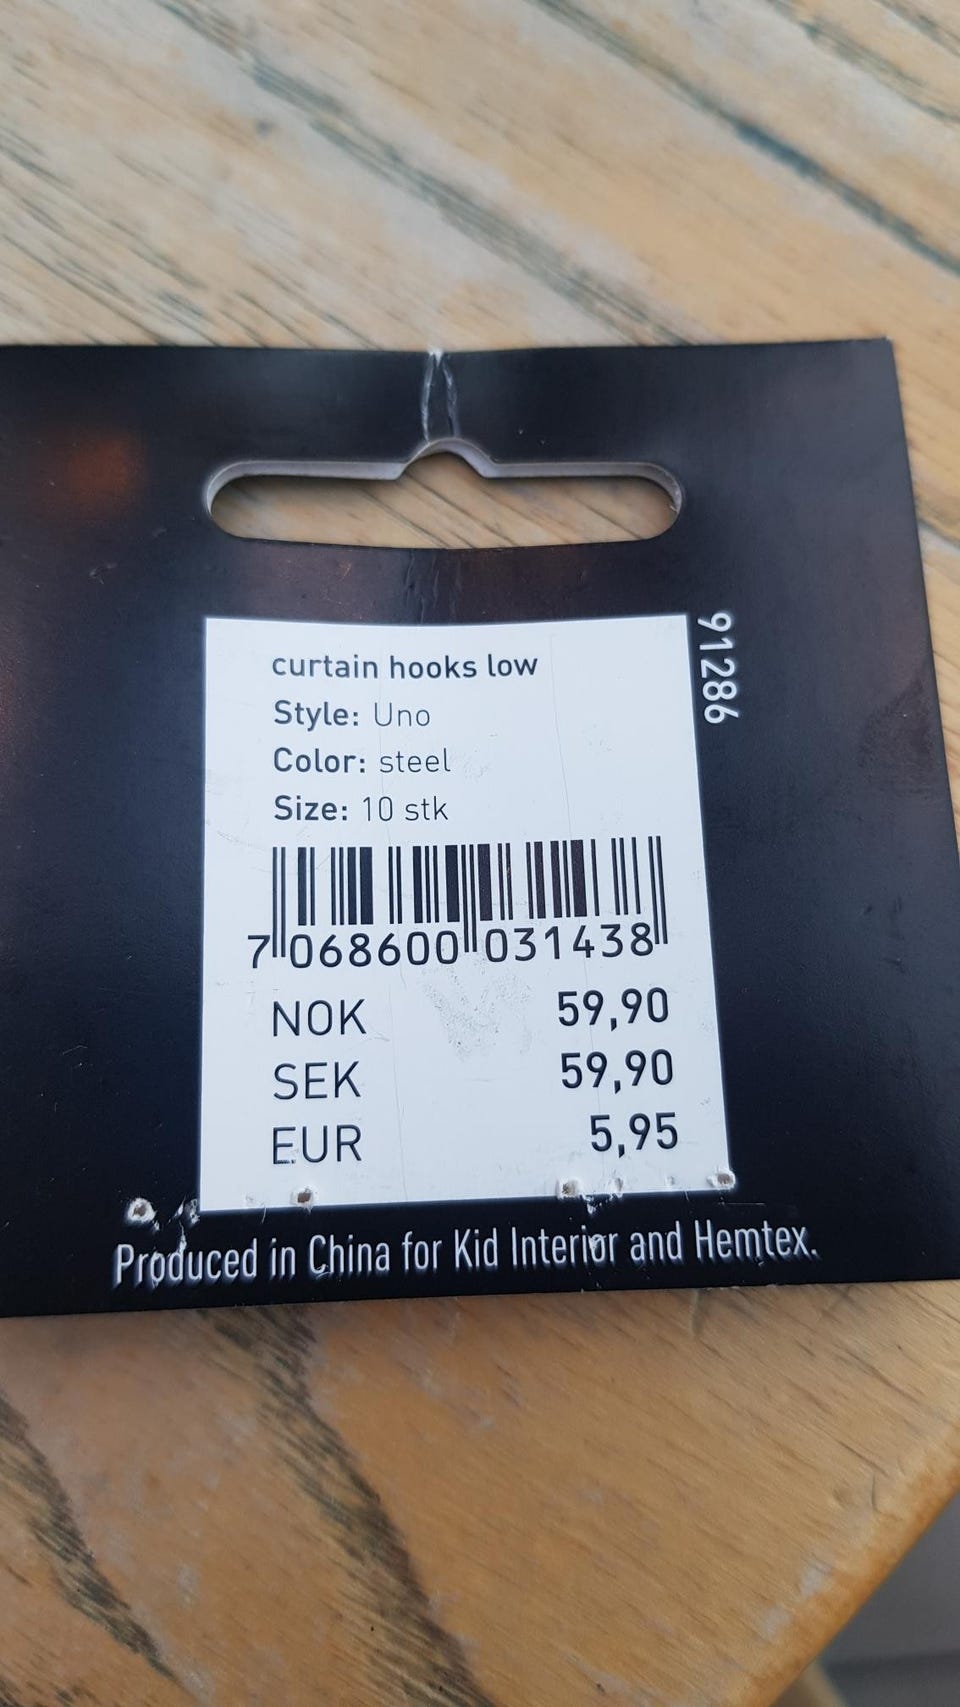 91286
curtain hooks low
Style: Uno
Color: steel
Size: 10 stk
7 068600 031438
NOK 59,90
SEK 59,90
EUR 5,95
Produced in China for Kid Interior and Hemtex.